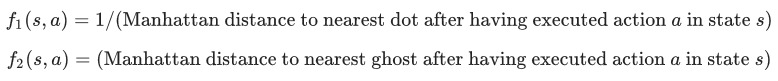 f₁(s, a) = 1/(Manhattan distance to nearest dot after having executed action a in state s)
f₂(s, a) = (Manhattan distance to nearest ghost after having executed action a in state s)